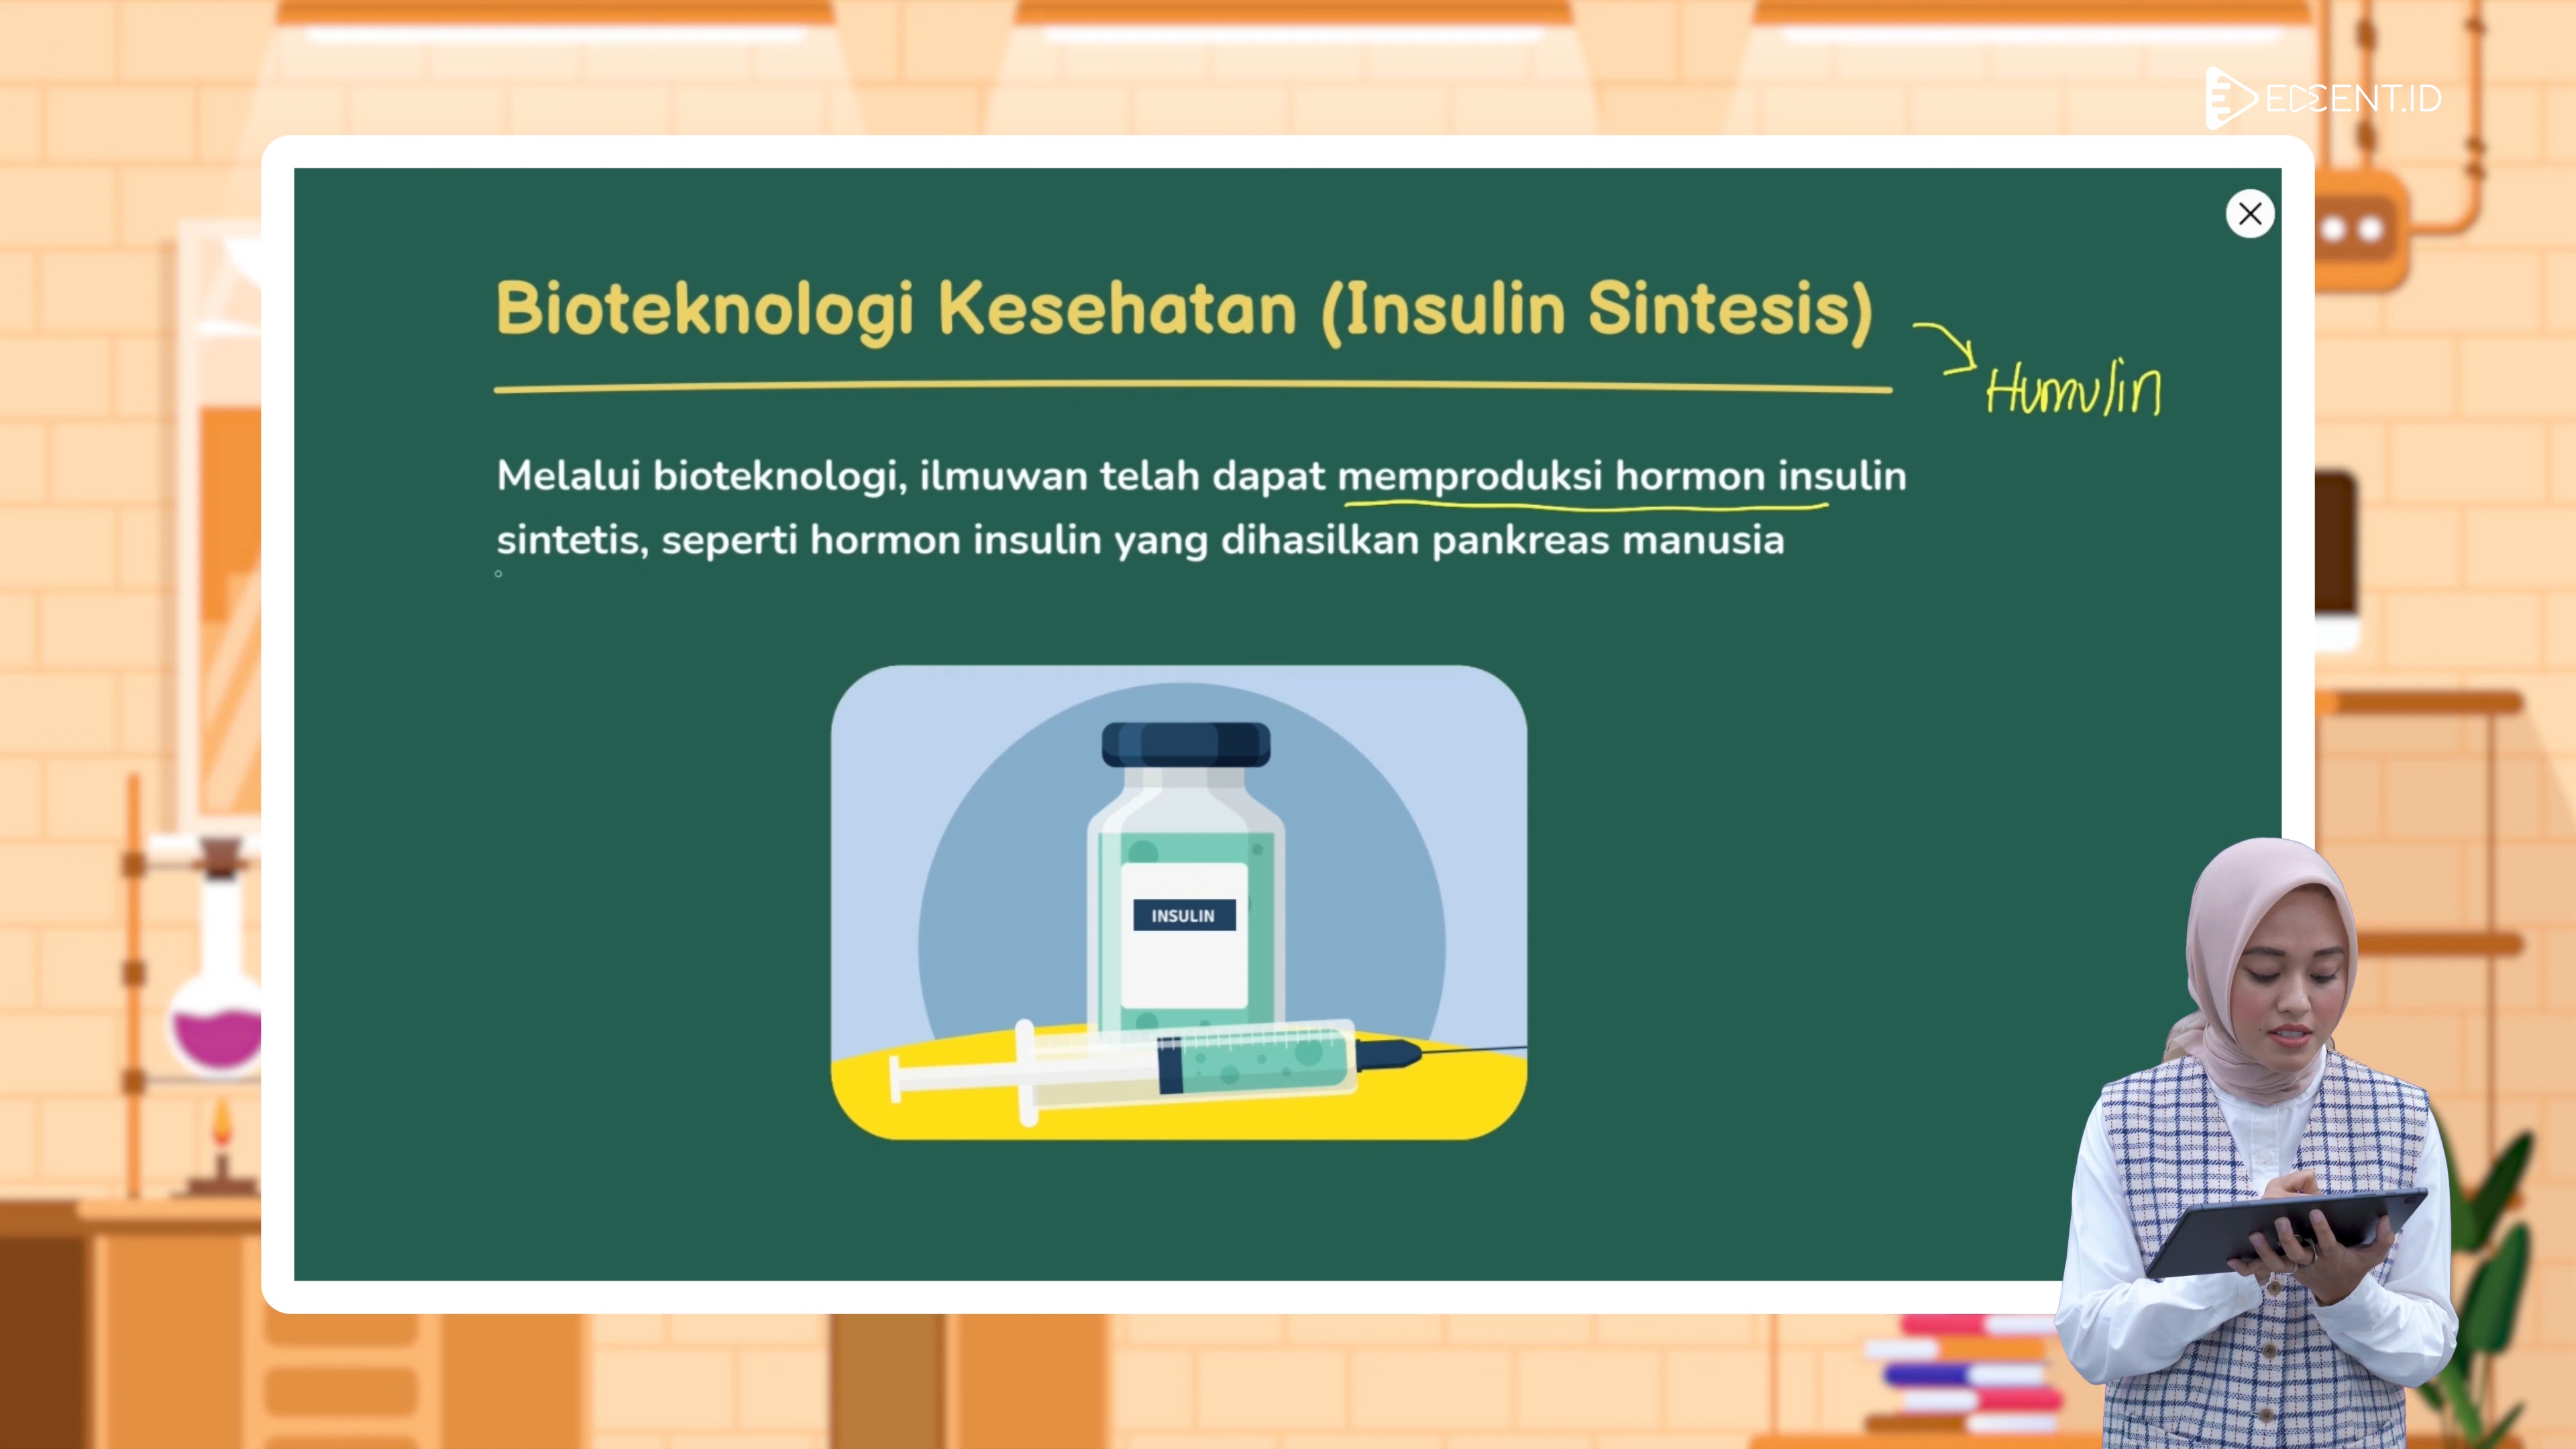 EDCENT.ID
Bioteknologi Kesehatan (Insulin Sintesis)
Humulin
Melalui bioteknologi, ilmuwan telah dapat memproduksi hormon insulin
sintetis, seperti hormon insulin yang dihasilkan pankreas manusia
INSULIN